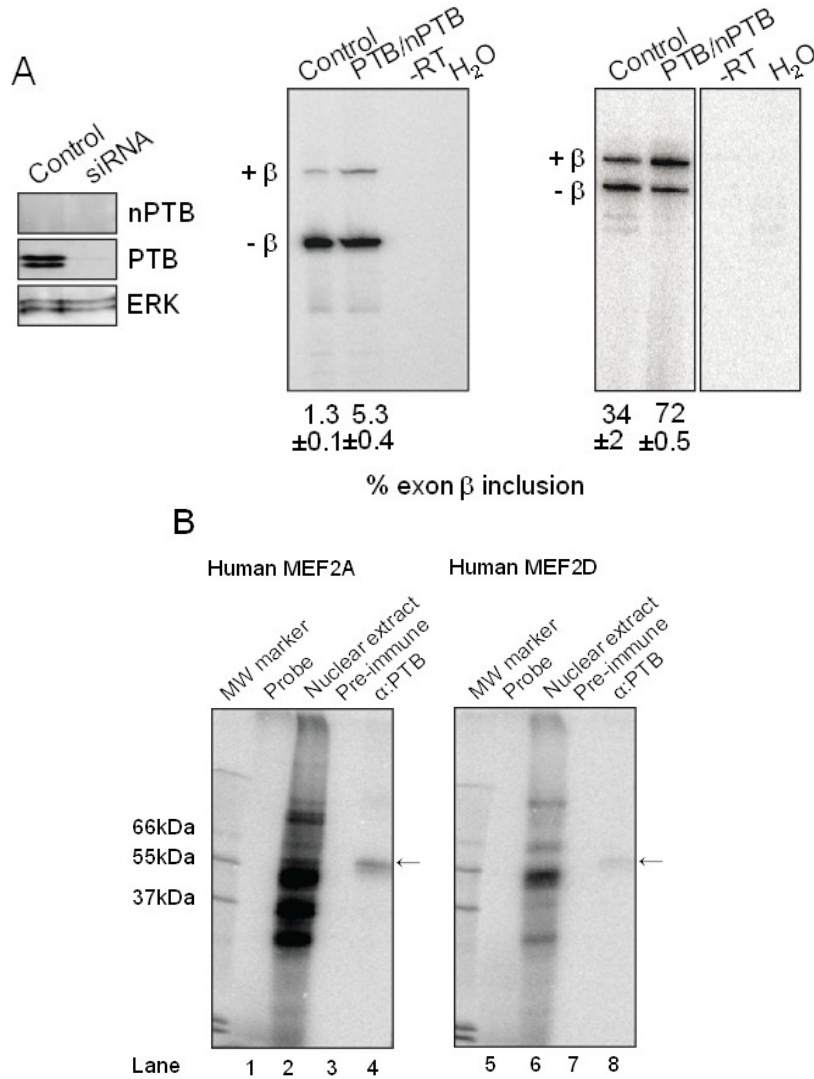 A
Control
siRNA
nPTB
PTB
ERK
Control
PTB/nPTB
-RT
H₂O
+ β
- β
1.3 5.3
±0.1 ±0.4
Control
PTB/nPTB
-RT
H₂O
+ β
- β
34 72
±2 ±0.5
% exon β inclusion
B
Human MEF2A
MW marker
Probe
Nuclear extract
Pre-immune
α:PTB
66kDa
55kDa
37kDa
←
Human MEF2D
MW marker
Probe
Nuclear extract
Pre-immune
α:PTB
←
Lane 1 2 3 4 5 6 7 8